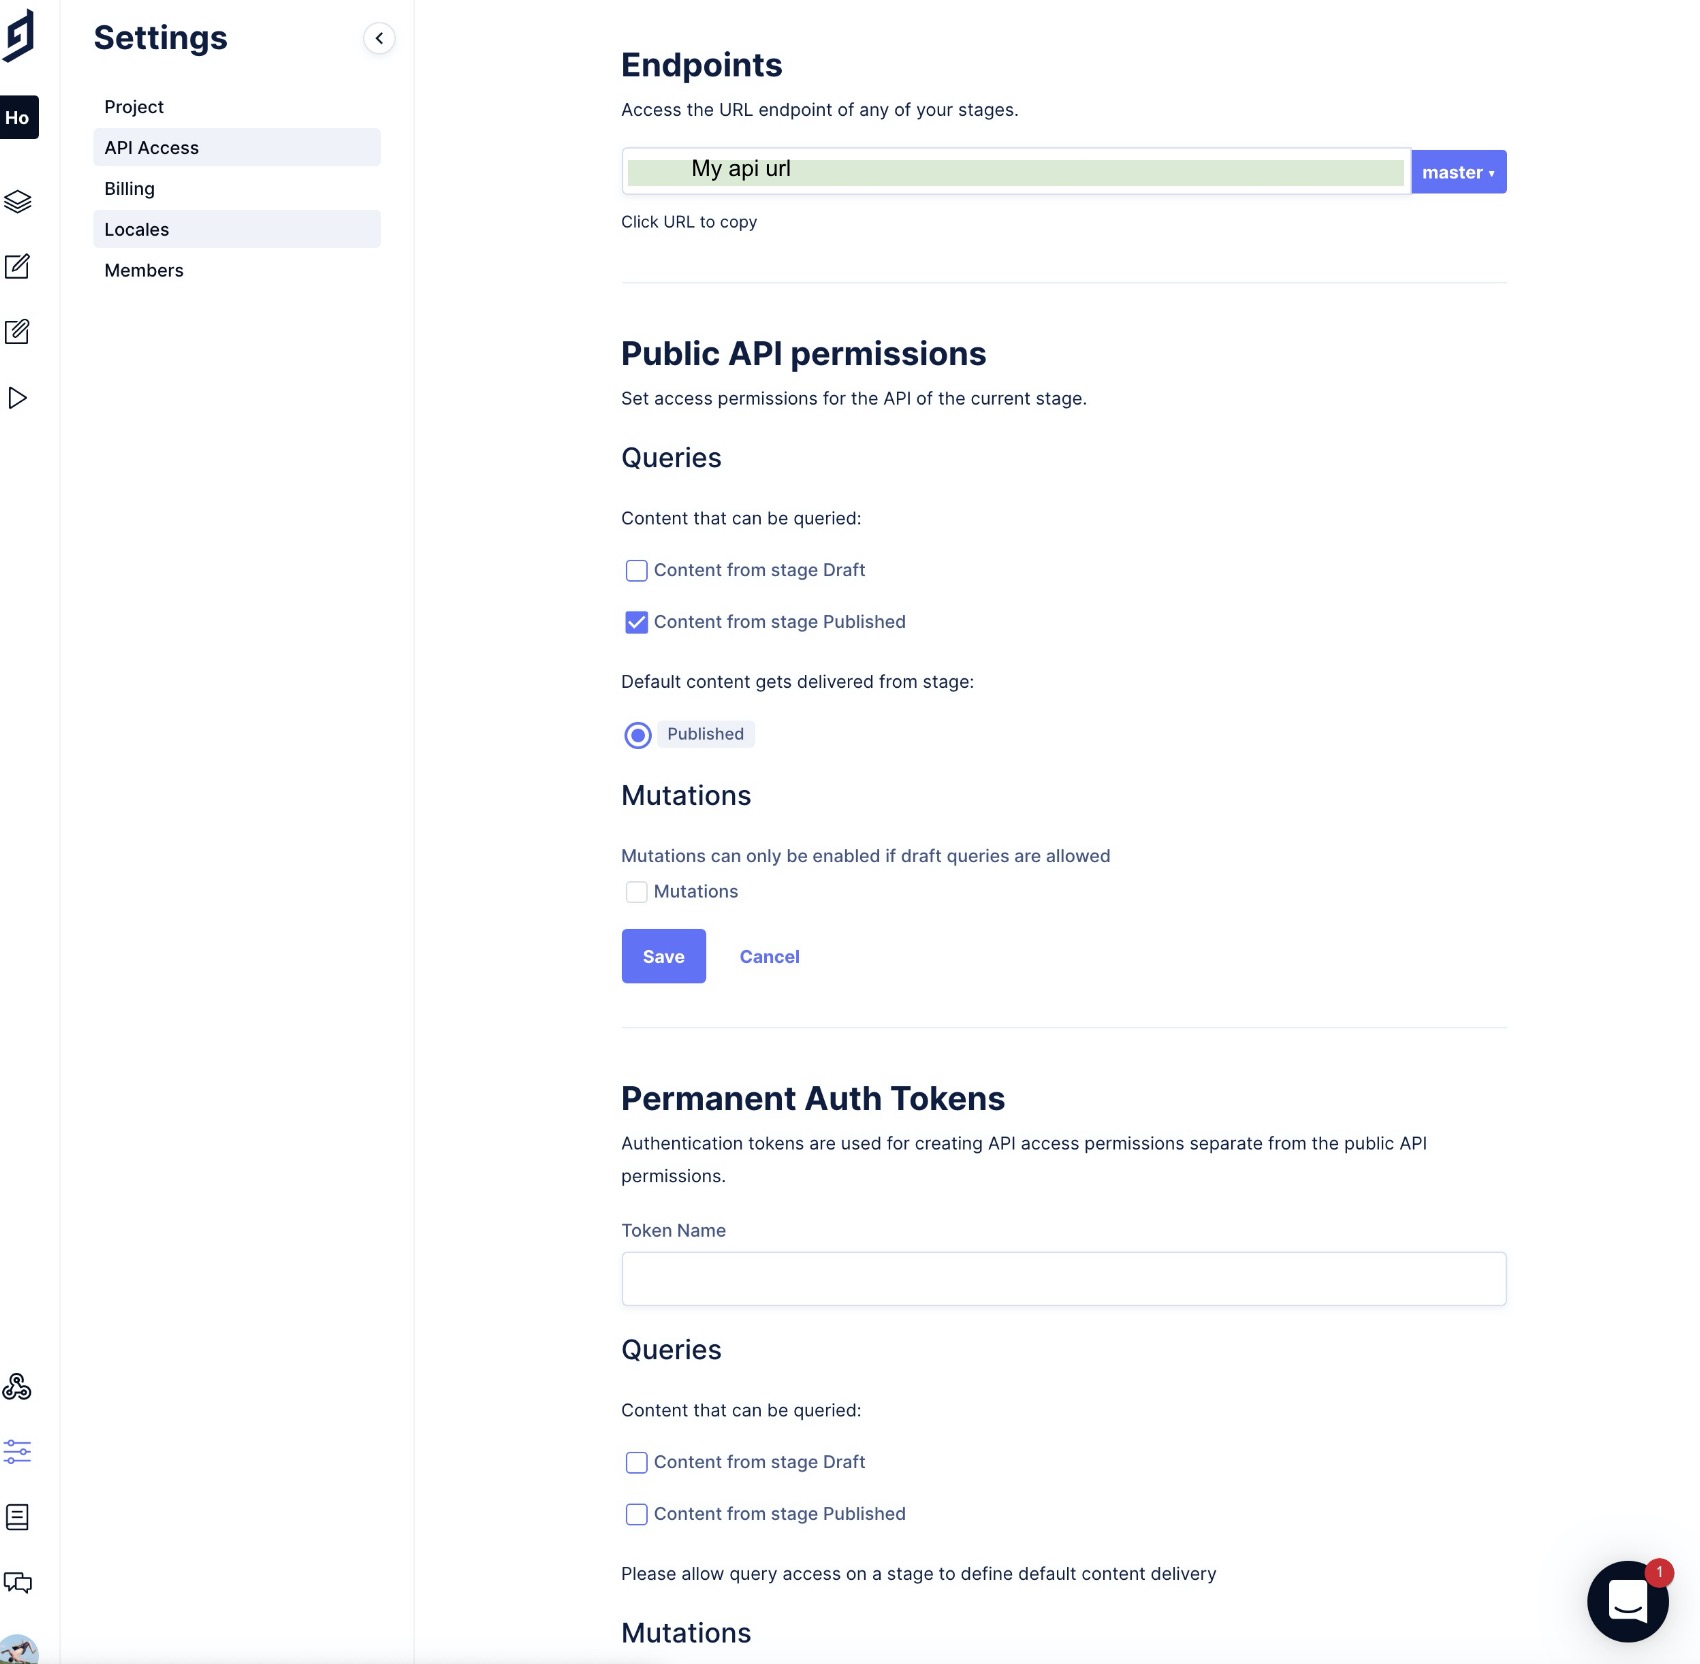 Settings
Ho
Project
API Access
Billing
Locales
Members
Endpoints
Access the URL endpoint of any of your stages.
My api url
master ▾
Click URL to copy
Public API permissions
Set access permissions for the API of the current stage.
Queries
Content that can be queried:
Content from stage Draft
Content from stage Published
Default content gets delivered from stage:
Published
Mutations
Mutations can only be enabled if draft queries are allowed
Mutations
Save Cancel
Permanent Auth Tokens
Authentication tokens are used for creating API access permissions separate from the public API
permissions.
Token Name
Queries
Content that can be queried:
Content from stage Draft
Content from stage Published
Please allow query access on a stage to define default content delivery
1
Mutations